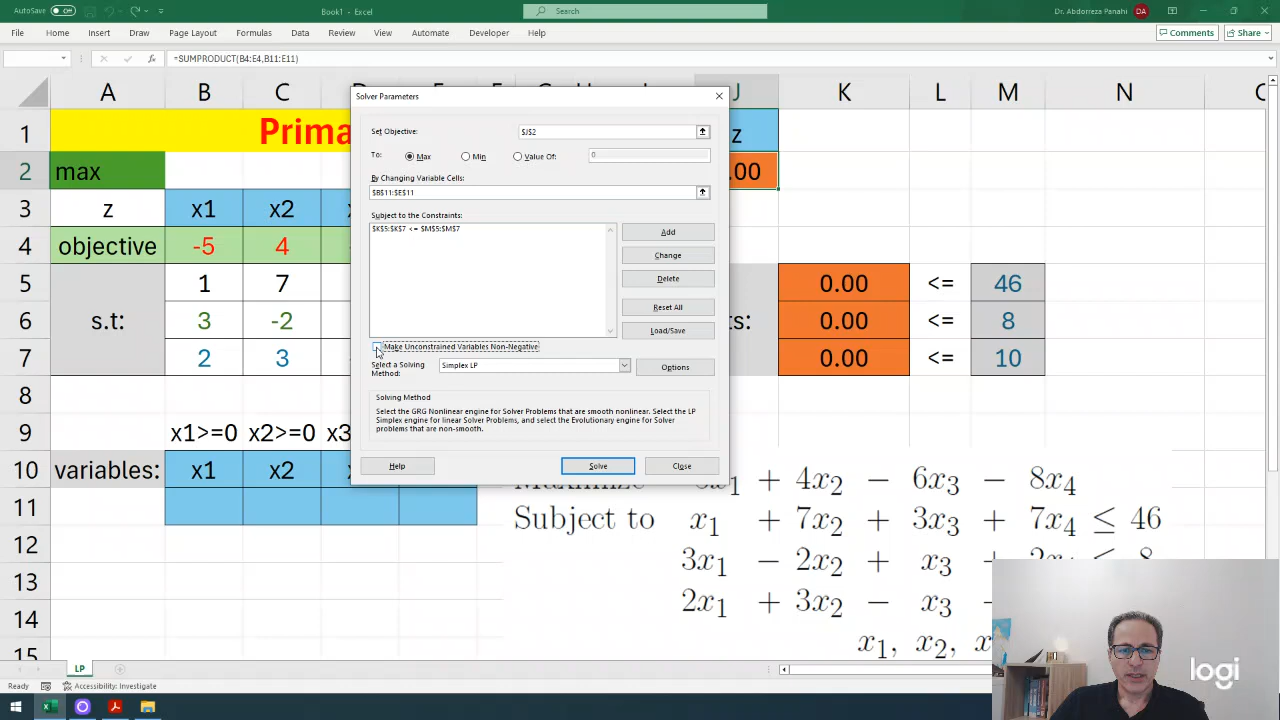 AutoSave Off
Book1 - Excel
Search
Dr. Abdorreza Panahi DA
File Home Insert Draw Page Layout Formulas Data Review View Automate Developer Help
Comments Share
fx =SUMPRODUCT(B4:E4,B11:E11)
A B C J K L M N
1 Prima z
2 max .00
3 z x1 x2
4 objective -5 4
5 1 7 0.00 <= 46
6 s.t: 3 -2 ts: 0.00 <= 8
7 2 3 0.00 <= 10
8
9 x1>=0 x2>=0 x3
10 variables: x1 x2
11
12
13
14
15
Solver Parameters
Set Objective: $J$2
To: Max Min Value Of: 0
By Changing Variable Cells:
$B$11:$E$11
Subject to the Constraints:
$K$5:$K$7 <= $M$5:$M$7
Add
Change
Delete
Reset All
Load/Save
Make Unconstrained Variables Non-Negative
Select a Solving Method: Simplex LP
Options
Solving Method
Select the GRG Nonlinear engine for Solver Problems that are smooth nonlinear. Select the LP
Simplex engine for linear Solver Problems, and select the Evolutionary engine for Solver
problems that are non-smooth.
Help Solve Close
x₁ + 4x₂ − 6x₃ − 8x₄
Subject to x₁ + 7x₂ + 3x₃ + 7x₄ ≤ 46
3x₁ − 2x₂ + x₃
2x₁ + 3x₂ − x₃
x₁, x₂,
logi
LP
Ready Accessibility: Investigate